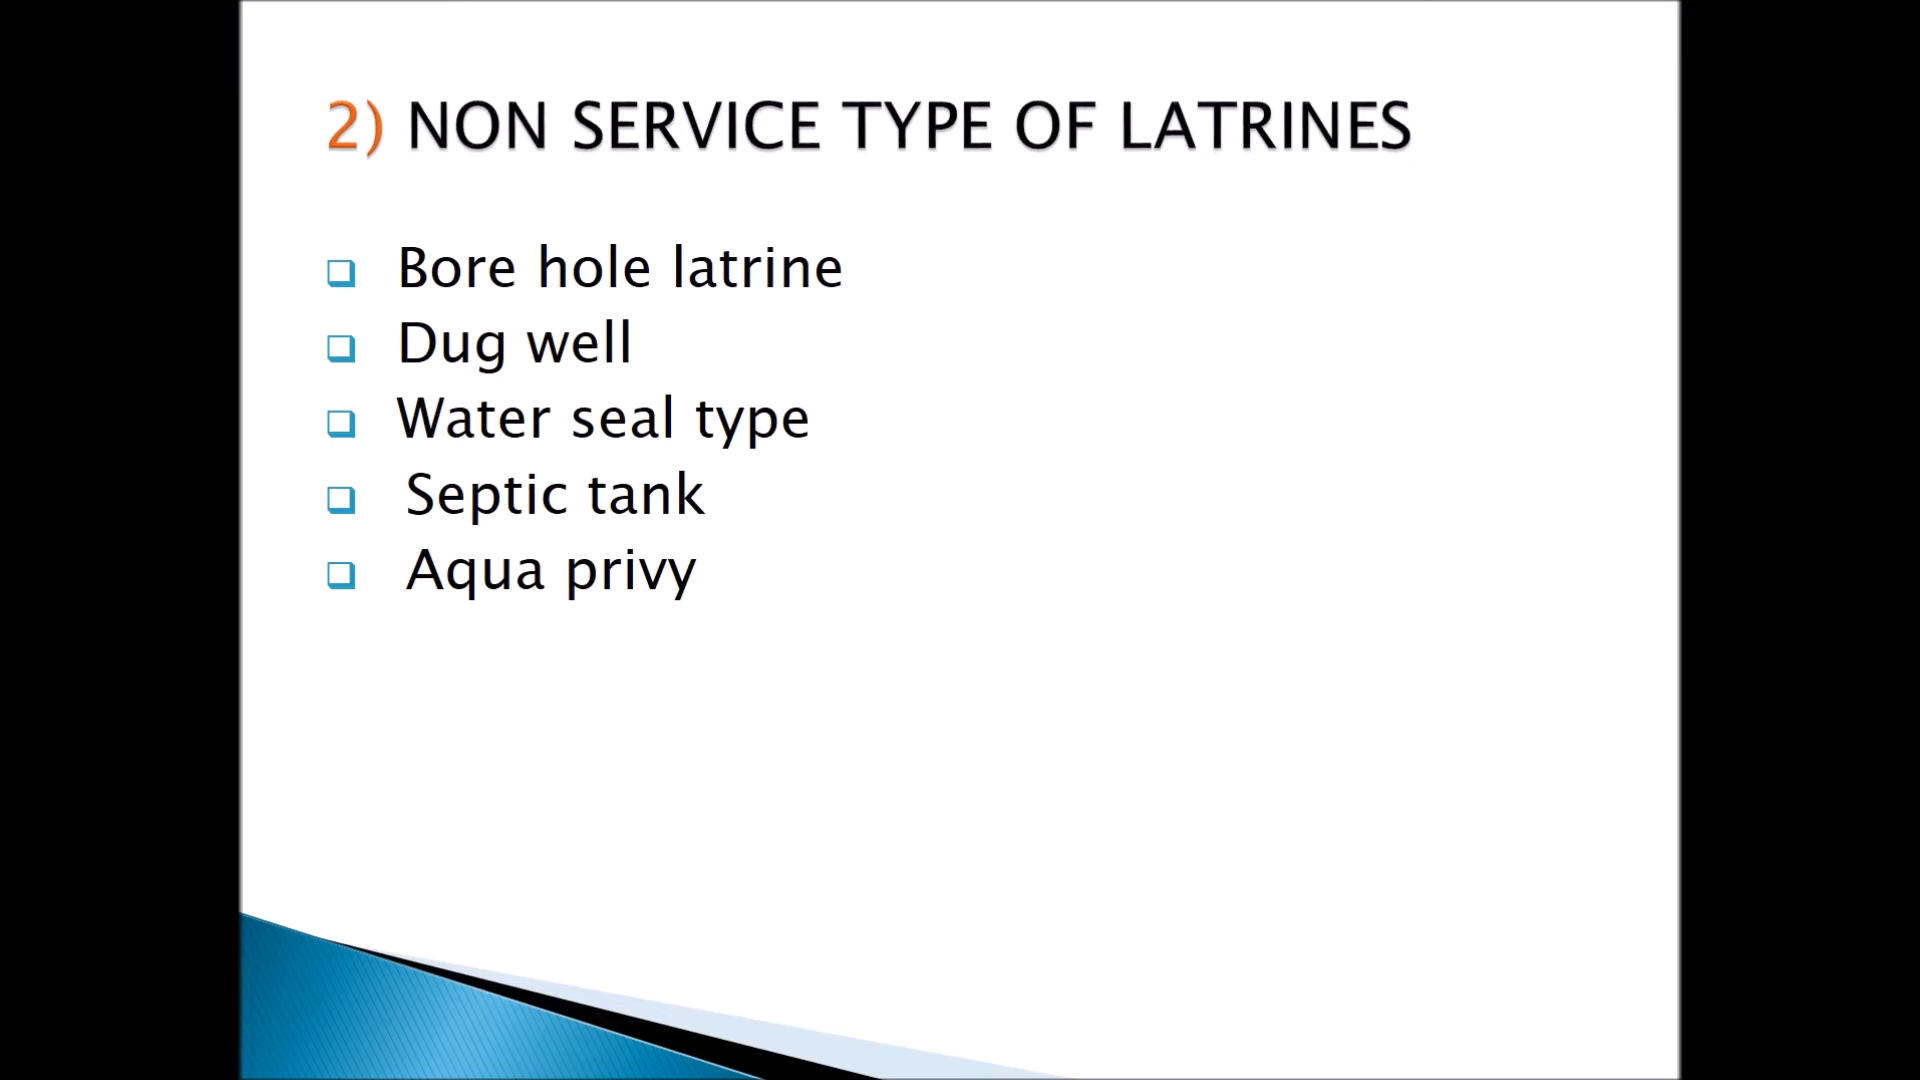 2) NON SERVICE TYPE OF LATRINES
Bore hole latrine
Dug well
Water seal type
Septic tank
Aqua privy